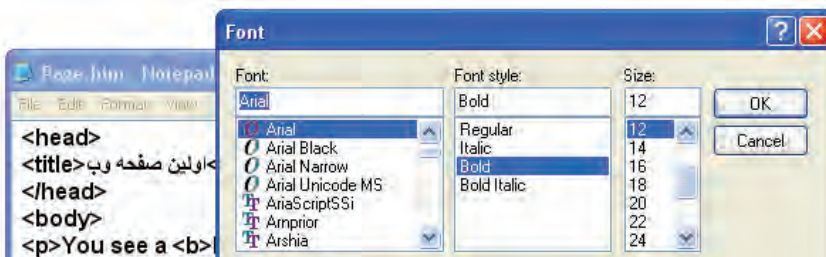 Font
Page.htm - Notepad
File Edit Format View
<head>
<title>اولین صفحه وب<
</head>
<body>
<p>You see a <b>
Font:
Arial
Arial
Arial Black
Arial Narrow
Arial Unicode MS
AriaScriptSSi
Arnprior
Arshia
Font style:
Bold
Regular
Italic
Bold
Bold Italic
Size:
12
12
14
16
18
20
22
24
OK
Cancel